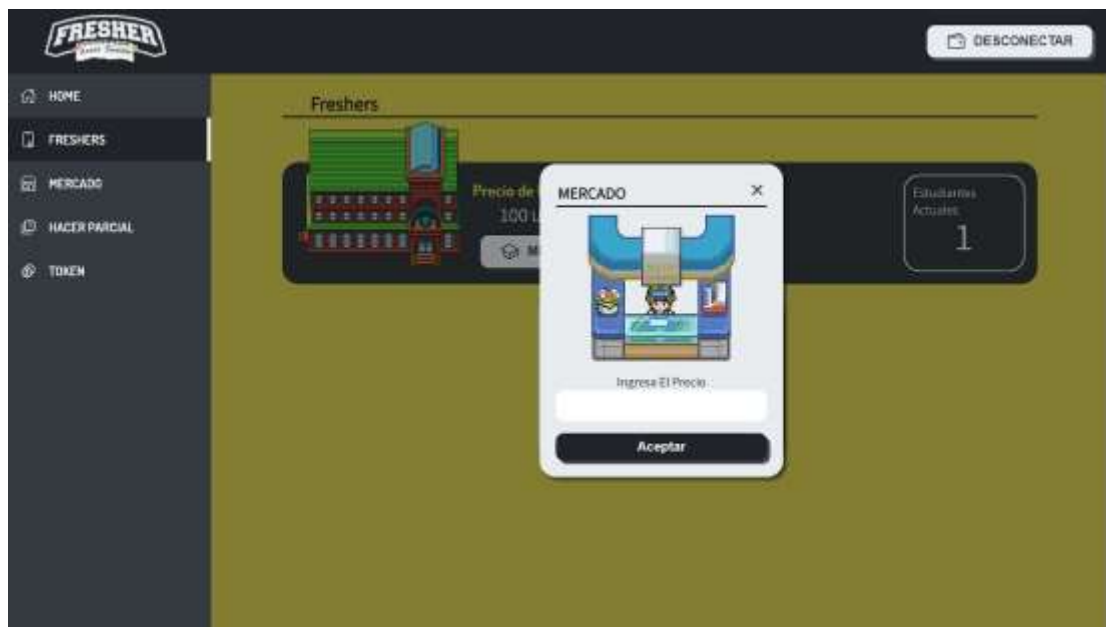 FRESHER
DESCONECTAR
HOME
FRESHERS
MERCADO
HACER PARCIAL
TOKEN
Freshers
Precio de
100
M
Estudiantes
Actuales:
1
MERCADO
Ingresa El Precio
Aceptar